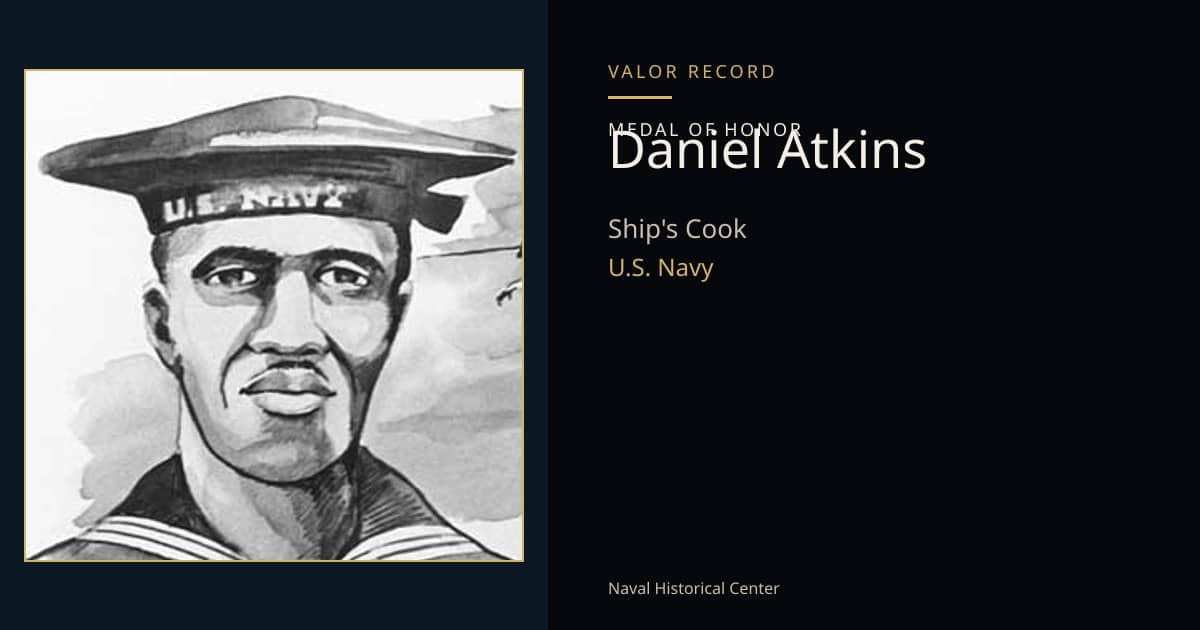 U.S. NAVY
VALOR RECORD
MEDAL OF HONOR
Daniel Atkins
Ship's Cook
U.S. Navy
Naval Historical Center